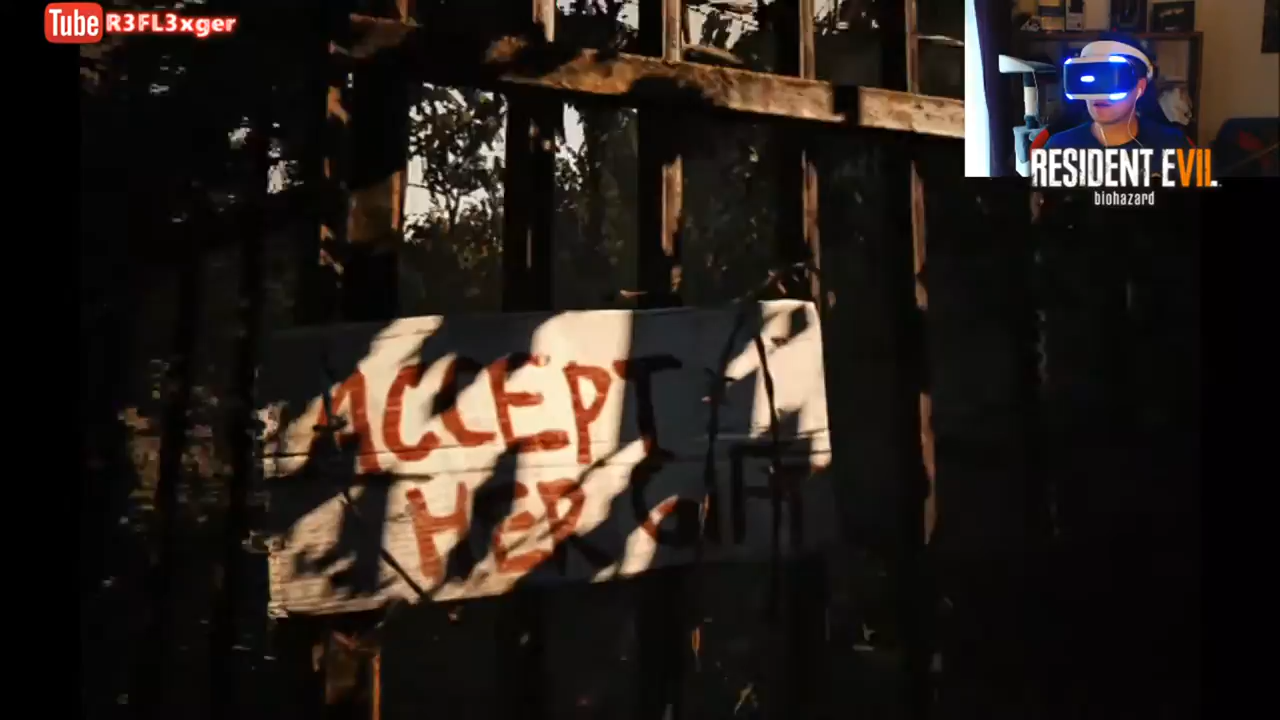 Tube R3FL3xger
RESIDENT EVIL
biohazard
ACCEPT
HER GIFT